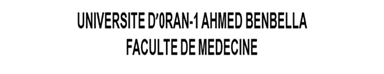 UNIVERSITE D'0RAN-1 AHMED BENBELLA
FACULTE DE MEDECINE